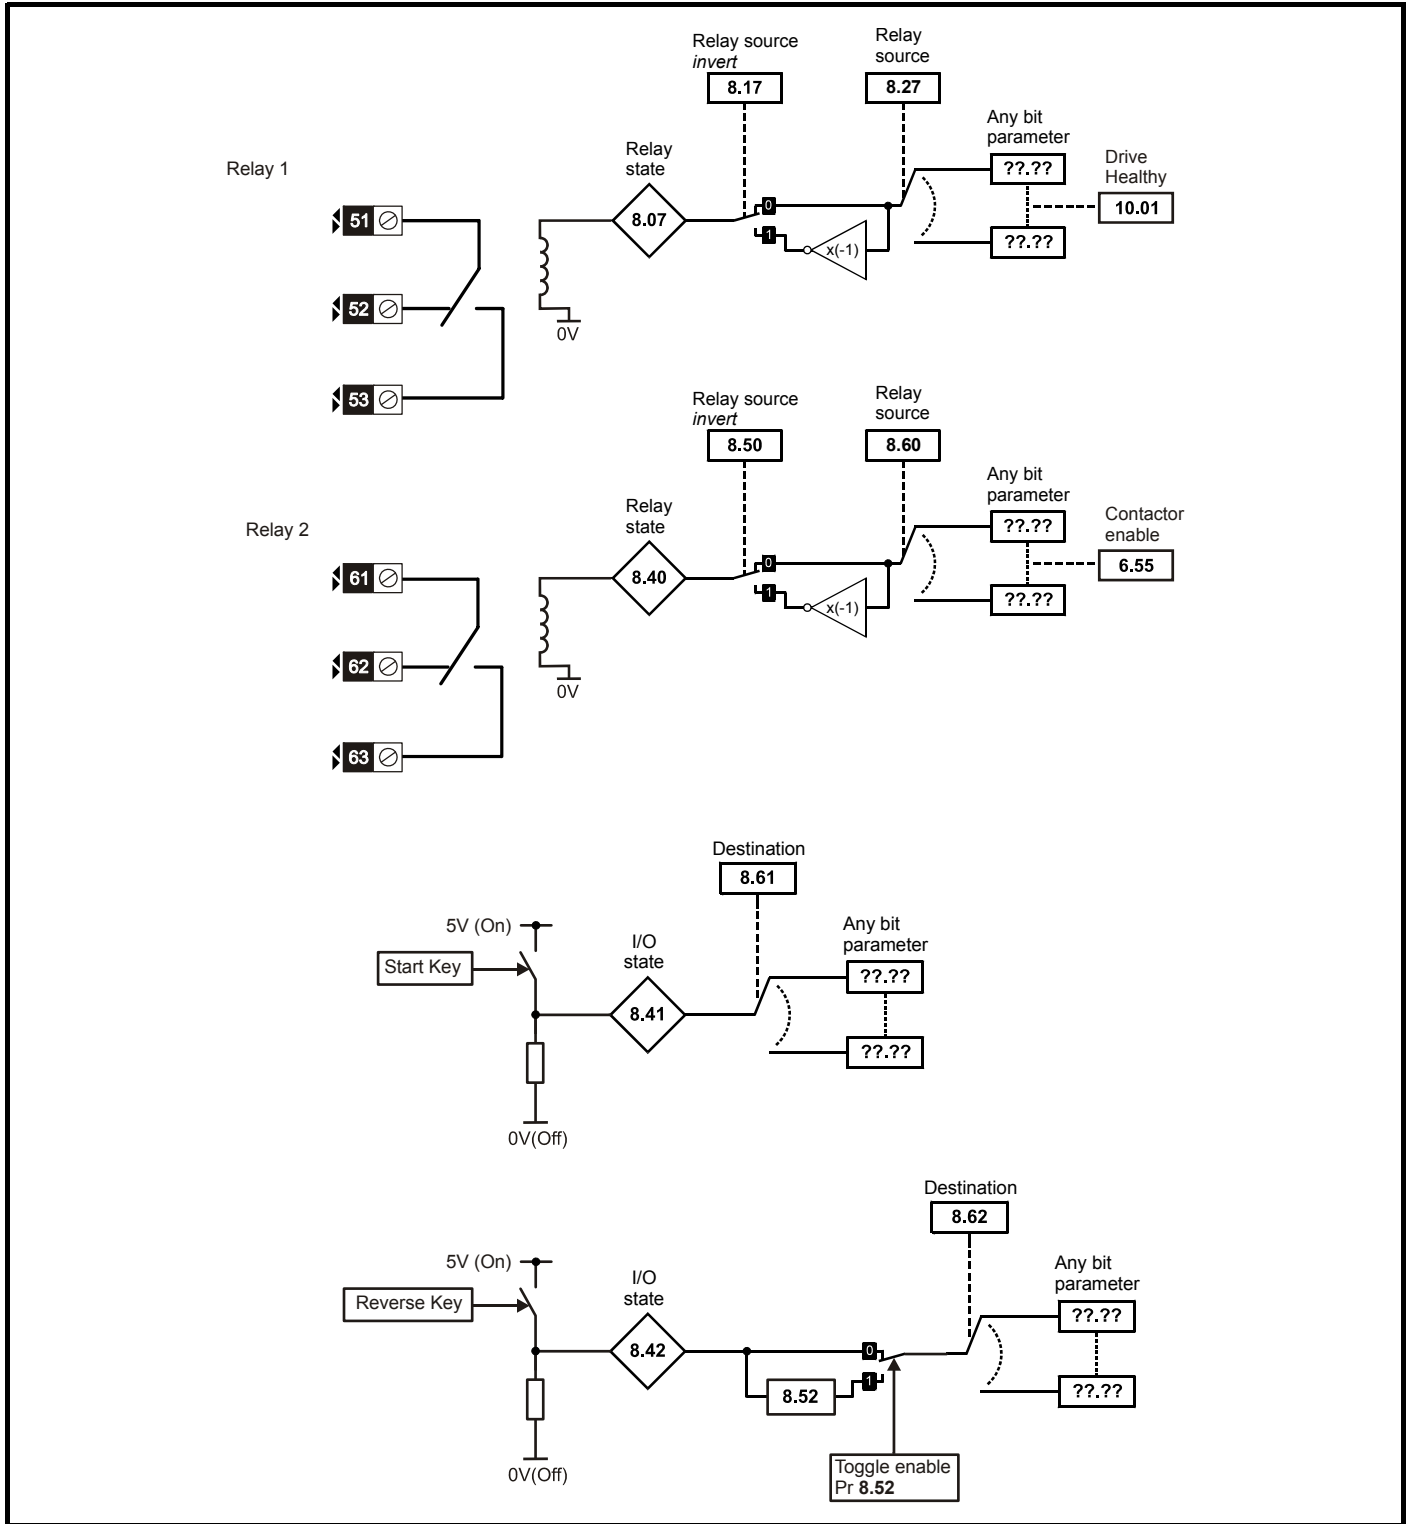 Relay source
invert
8.17
Relay
source
8.27
Any bit
parameter
??.??
??.??
Drive
Healthy
10.01
Relay 1
Relay
state
8.07
0
1
x(-1)
51
52
53
0V
Relay source
invert
8.50
Relay
source
8.60
Any bit
parameter
??.??
??.??
Contactor
enable
6.55
Relay 2
Relay
state
8.40
0
1
x(-1)
61
62
63
0V
Destination
8.61
5V (On)
Start Key
I/O
state
8.41
Any bit
parameter
??.??
??.??
0V(Off)
Destination
8.62
5V (On)
Reverse Key
I/O
state
8.42
0
1
8.52
Any bit
parameter
??.??
??.??
0V(Off)
Toggle enable
Pr 8.52